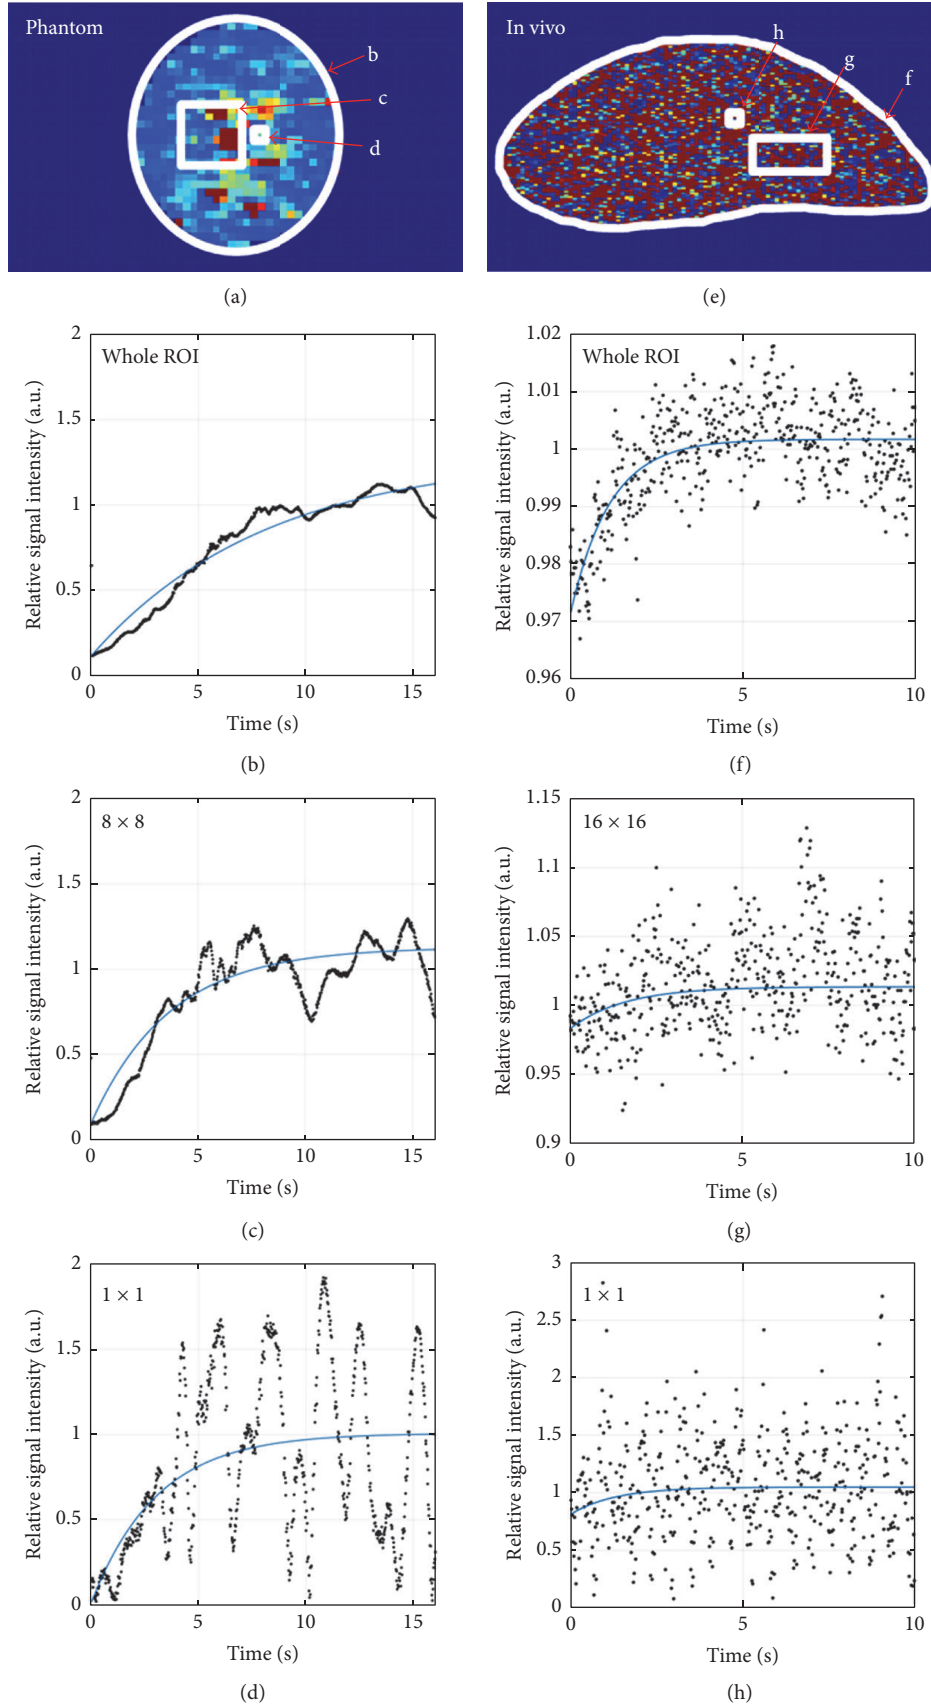 Phantom
b
c
d
(a)
In vivo
h
g
f
(e)
2
1.5
1
0.5
0
Whole ROI
Relative signal intensity (a.u.)
0 5 10 15
Time (s)
(b)
1.02
1.01
1
0.99
0.98
0.97
0.96
Whole ROI
Relative signal intensity (a.u.)
0 5 10
Time (s)
(f)
2
1.5
1
0.5
0
8 × 8
Relative signal intensity (a.u.)
0 5 10 15
Time (s)
(c)
1.15
1.1
1.05
1
0.95
0.9
16 × 16
Relative signal intensity (a.u.)
0 5 10
Time (s)
(g)
2
1.5
1
0.5
0
1 × 1
Relative signal intensity (a.u.)
0 5 10 15
Time (s)
(d)
3
2.5
2
1.5
1
0.5
0
1 × 1
Relative signal intensity (a.u.)
0 5 10
Time (s)
(h)